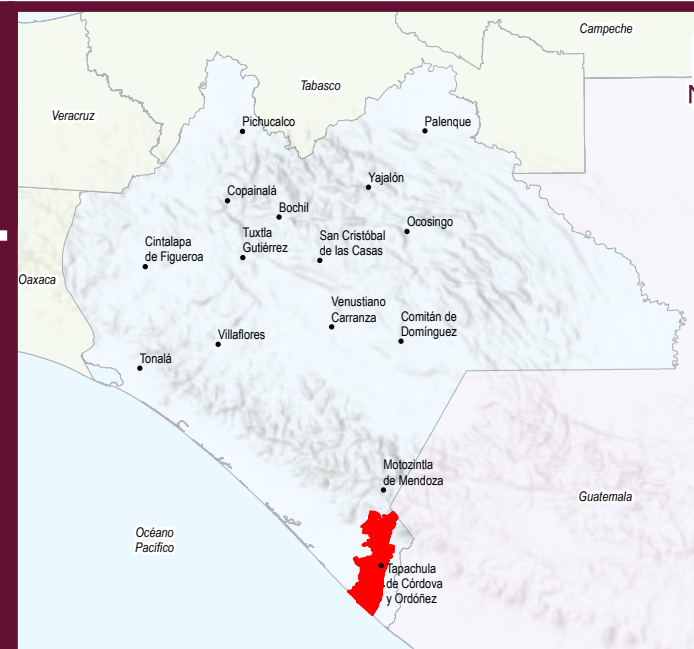 Campeche
Tabasco
Veracruz
N
Pichucalco
Palenque
Yajalón
Copainalá
Bochil
Ocosingo
Tuxtla
Gutiérrez
San Cristóbal
de las Casas
Cintalapa
de Figueroa
Oaxaca
Venustiano
Carranza
Comitán de
Domínguez
Villaflores
Tonalá
Motozintla
de Mendoza
Guatemala
Océano
Pacífico
Tapachula
de Córdova
y Ordóñez